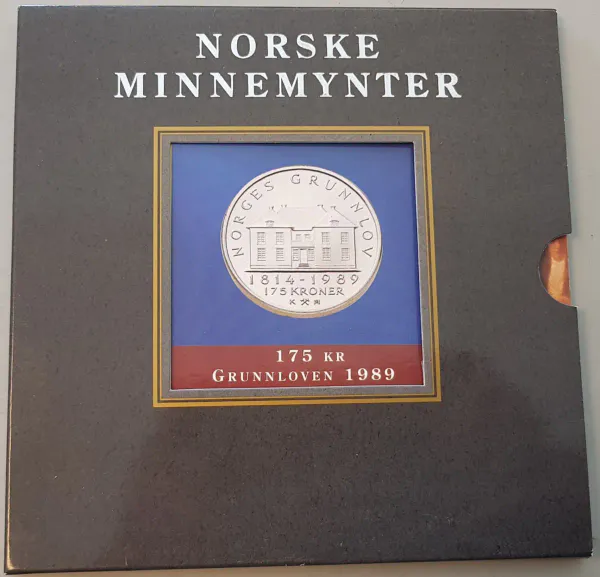 NORSKE
MINNEMYNTER
NORGES GRUNNLOV
1814-1989
175 KRONER
175 KR
GRUNNLOVEN 1989